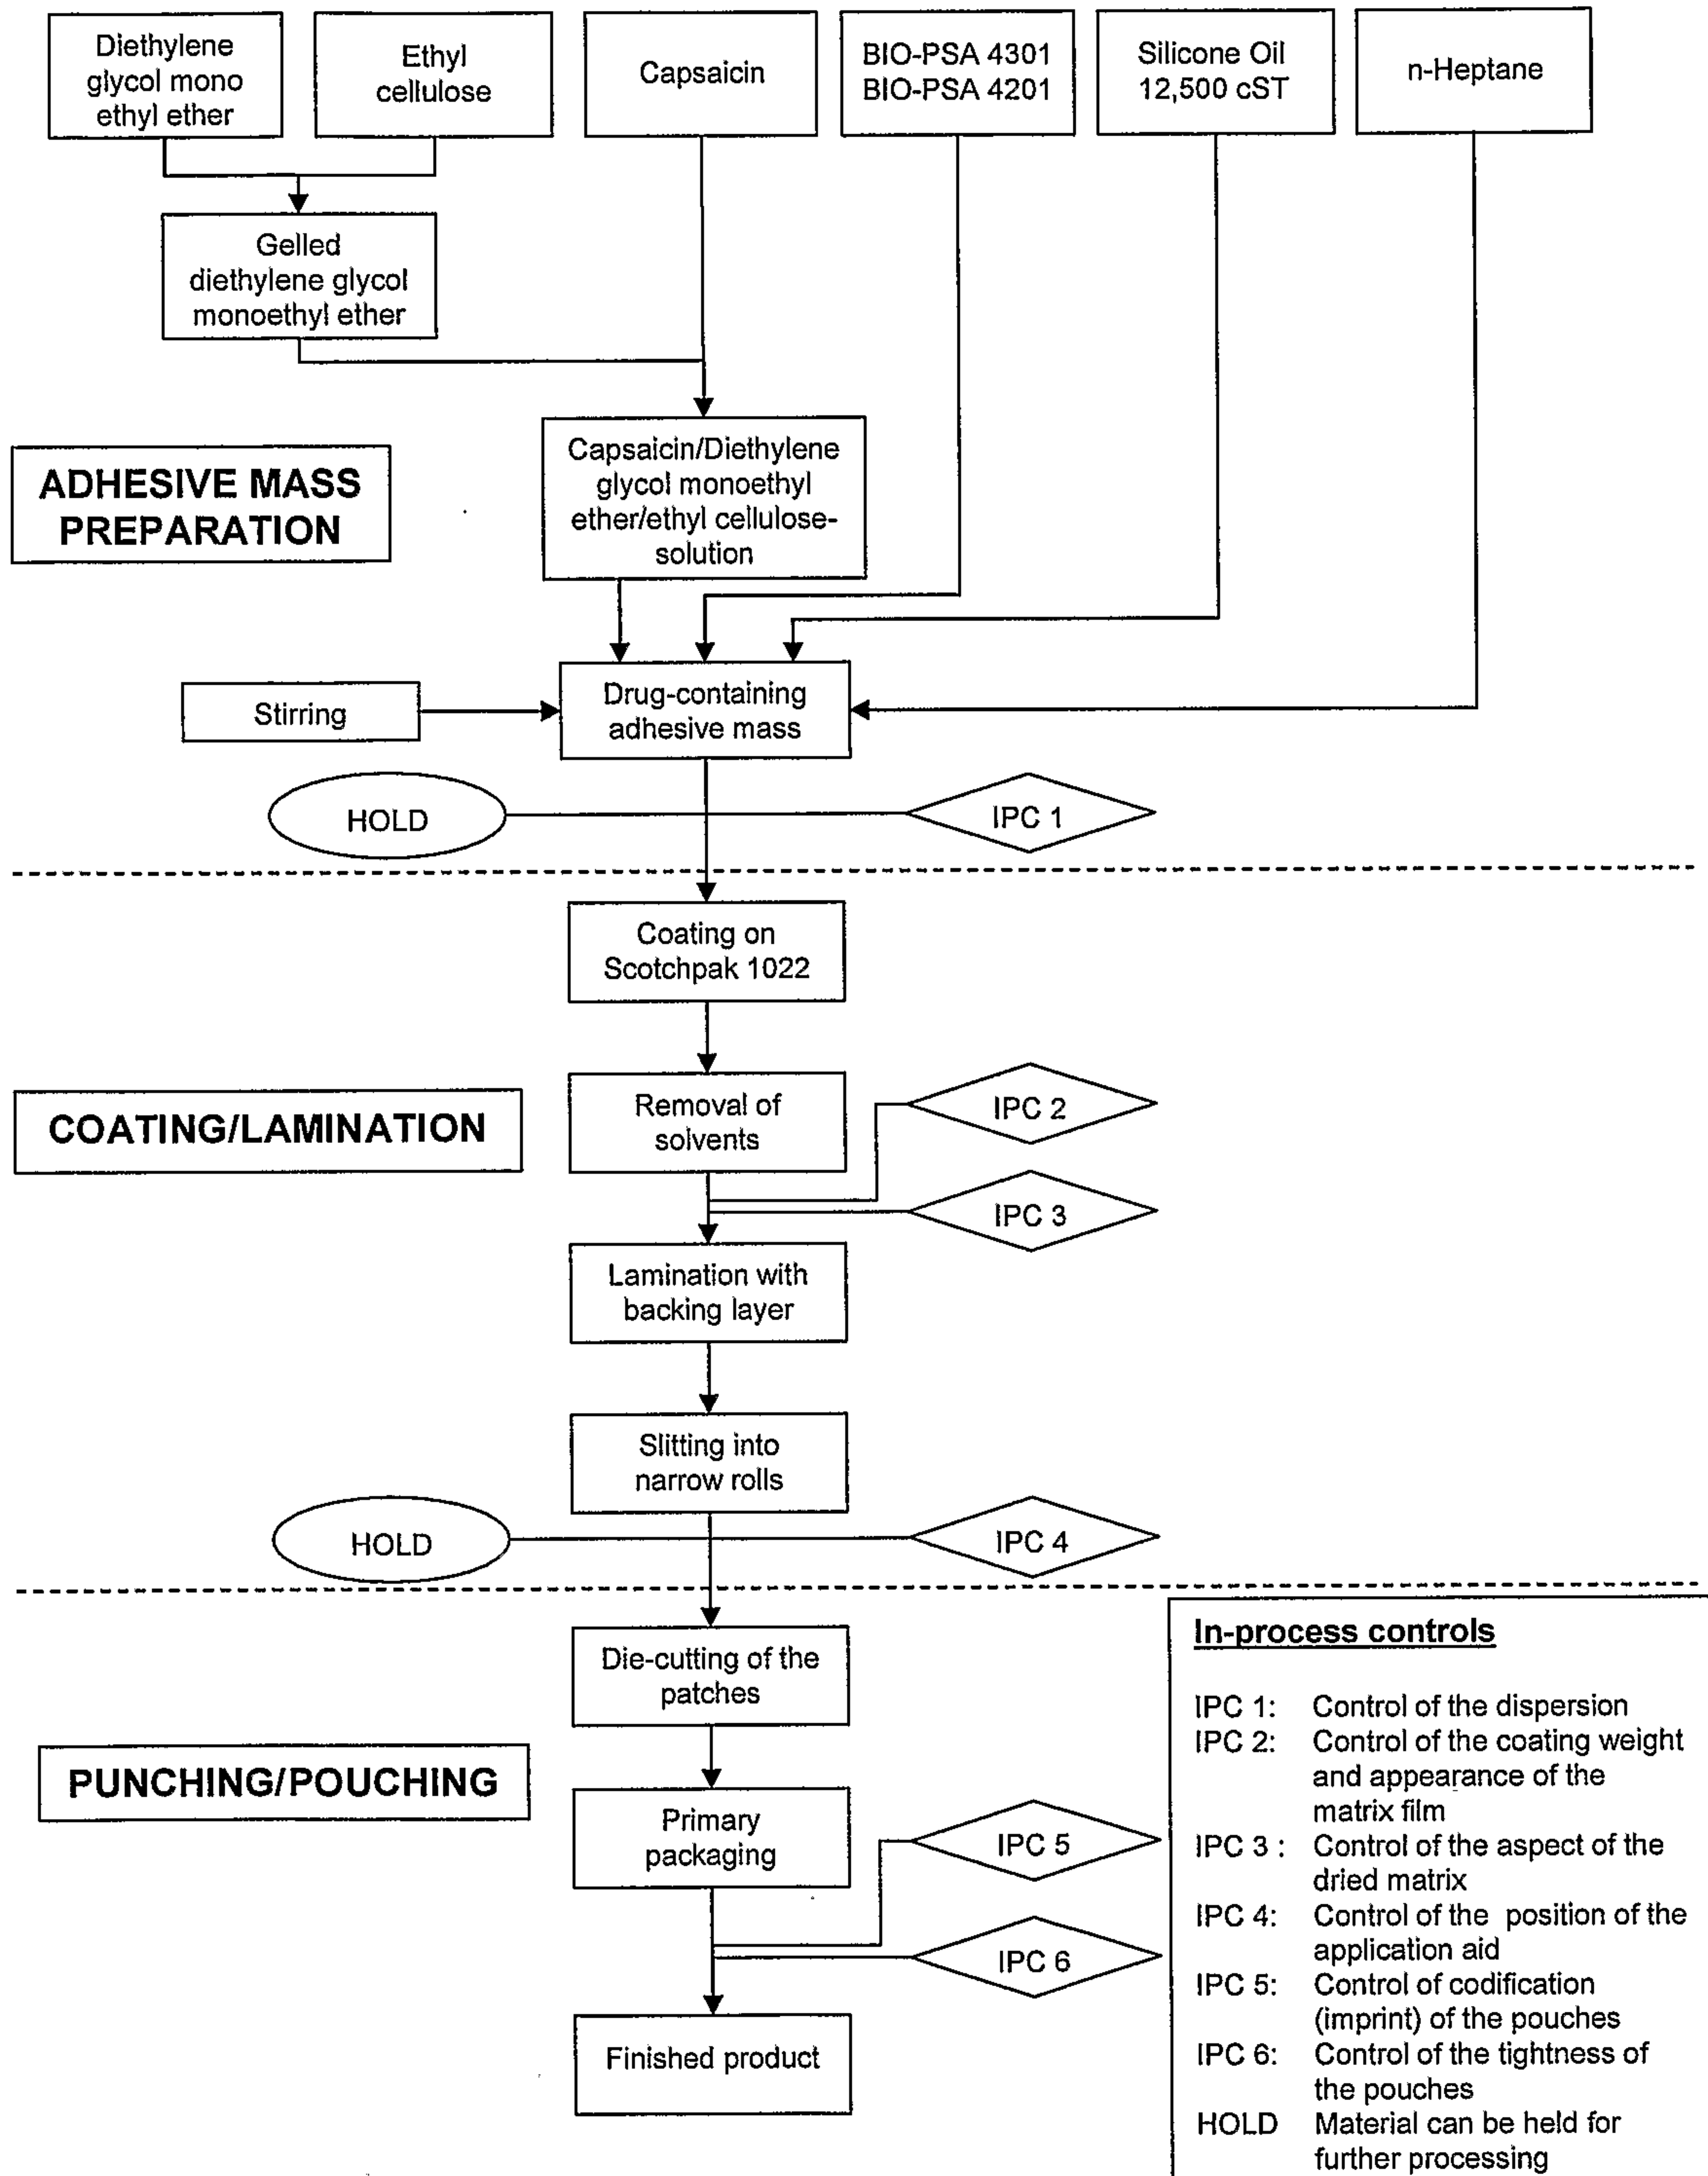 Diethylene
glycol mono
ethyl ether
Ethyl
cellulose
Capsaicin
BIO-PSA 4301
BIO-PSA 4201
Silicone Oil
12,500 cST
n-Heptane
Gelled
diethylene glycol
monoethyl ether
ADHESIVE MASS
PREPARATION
Capsaicin/Diethylene
glycol monoethyl
ether/ethyl cellulose-
solution
Stirring
Drug-containing
adhesive mass
HOLD
IPC 1
Coating on
Scotchpak 1022
COATING/LAMINATION
Removal of
solvents
IPC 2
IPC 3
Lamination with
backing layer
Slitting into
narrow rolls
HOLD
IPC 4
Die-cutting of the
patches
PUNCHING/POUCHING
Primary
packaging
IPC 5
IPC 6
Finished product
In-process controls
IPC 1: Control of the dispersion
IPC 2: Control of the coating weight
and appearance of the
matrix film
IPC 3 : Control of the aspect of the
dried matrix
IPC 4: Control of the position of the
application aid
IPC 5: Control of codification
(imprint) of the pouches
IPC 6: Control of the tightness of
the pouches
HOLD Material can be held for
further processing